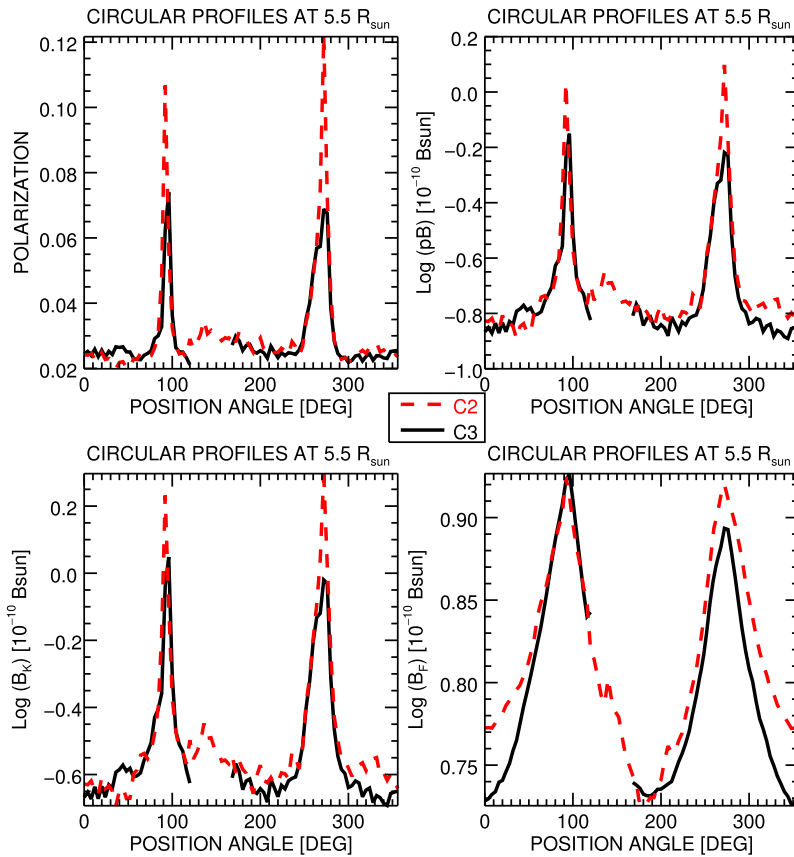 CIRCULAR PROFILES AT 5.5 Rsun
CIRCULAR PROFILES AT 5.5 Rsun
0.12
0.10
0.08
0.06
0.04
0.02
POLARIZATION
0 100 200 300
POSITION ANGLE [DEG]
0.2
0.0
−0.2
−0.4
−0.6
−0.8
−1.0
Log (pB) [10−10 Bsun]
0 100 200 300
POSITION ANGLE [DEG]
C2
C3
CIRCULAR PROFILES AT 5.5 Rsun
CIRCULAR PROFILES AT 5.5 Rsun
0.2
0.0
−0.2
−0.4
−0.6
Log (BK) [10−10 Bsun]
0 100 200 300
POSITION ANGLE [DEG]
0.90
0.85
0.80
0.75
Log (BF) [10−10 Bsun]
0 100 200 300
POSITION ANGLE [DEG]